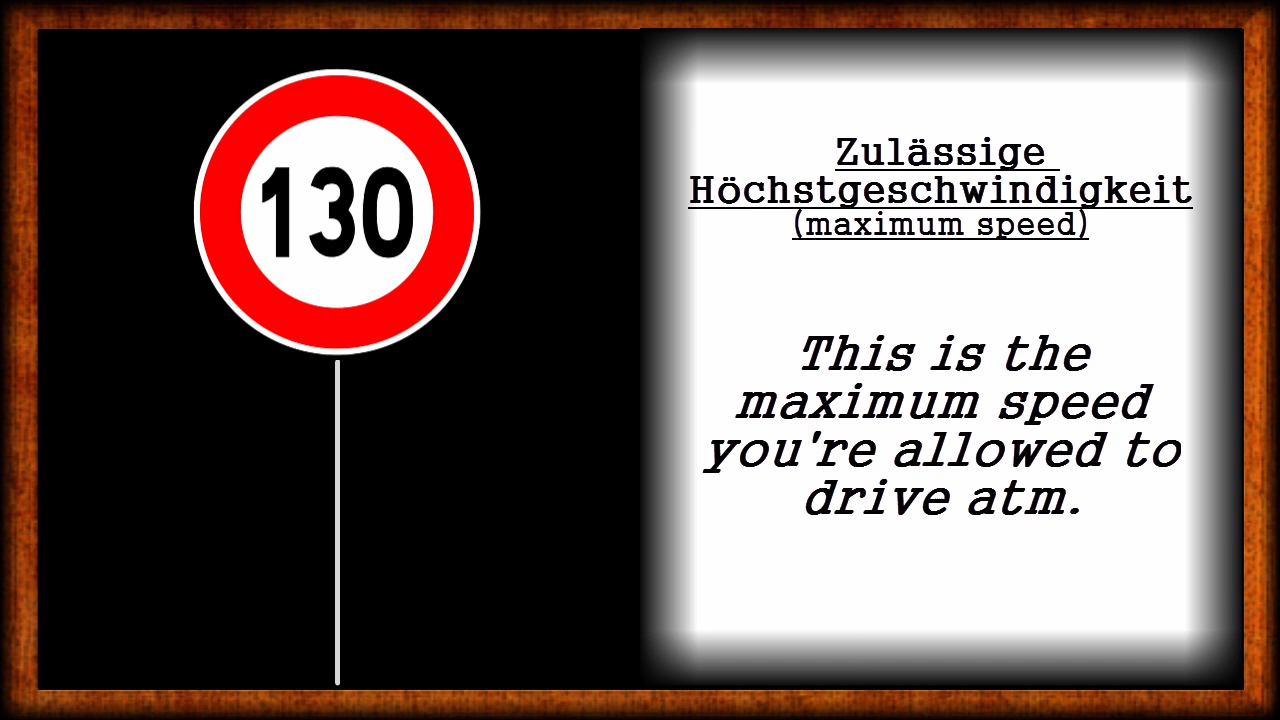 130
Zulässige
Höchstgeschwindigkeit
(maximum speed)
This is the
maximum speed
you're allowed to
drive atm.